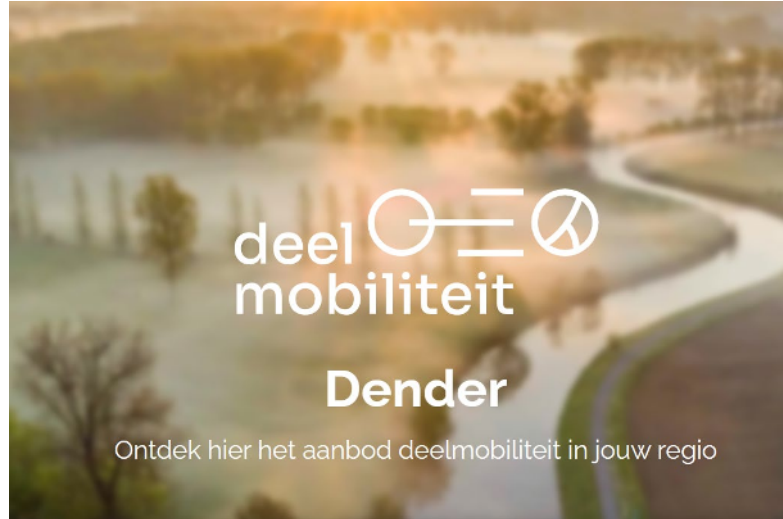 deel
mobiliteit
Dender
Ontdek hier het aanbod deelmobiliteit in jouw regio